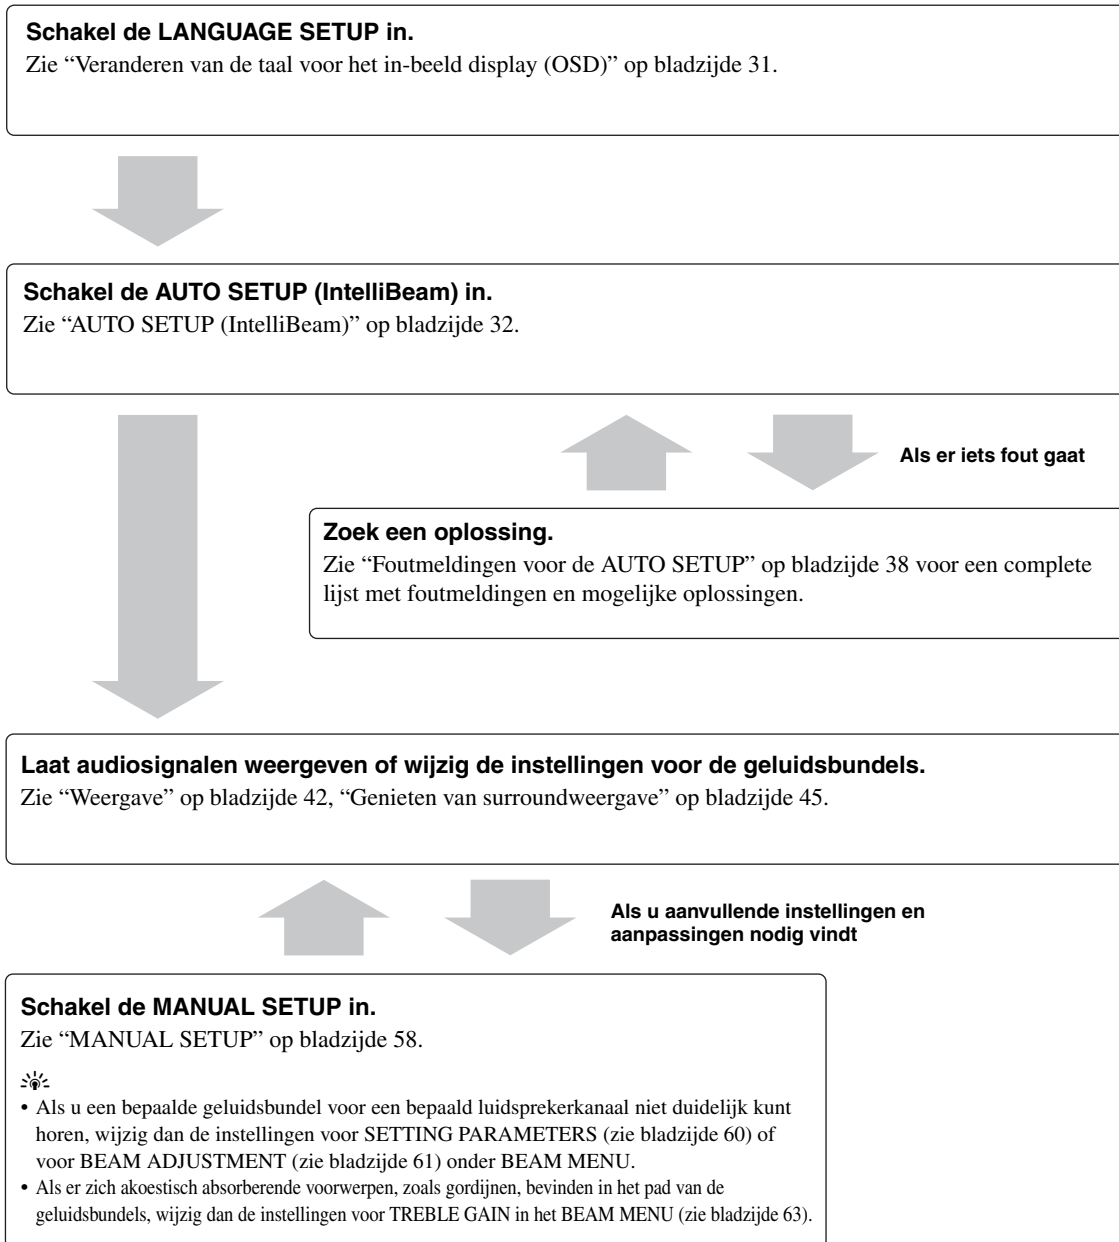 Schakel de LANGUAGE SETUP in.
Zie “Veranderen van de taal voor het in-beeld display (OSD)” op bladzijde 31.
Schakel de AUTO SETUP (IntelliBeam) in.
Zie “AUTO SETUP (IntelliBeam)” op bladzijde 32.
Als er iets fout gaat
Zoek een oplossing.
Zie “Foutmeldingen voor de AUTO SETUP” op bladzijde 38 voor een complete
lijst met foutmeldingen en mogelijke oplossingen.
Laat audiosignalen weergeven of wijzig de instellingen voor de geluidsbundels.
Zie “Weergave” op bladzijde 42, “Genieten van surroundweergave” op bladzijde 45.
Als u aanvullende instellingen en
aanpassingen nodig vindt
Schakel de MANUAL SETUP in.
Zie “MANUAL SETUP” op bladzijde 58.
• Als u een bepaalde geluidsbundel voor een bepaald luidsprekerkanaal niet duidelijk kunt
horen, wijzig dan de instellingen voor SETTING PARAMETERS (zie bladzijde 60) of
voor BEAM ADJUSTMENT (zie bladzijde 61) onder BEAM MENU.
• Als er zich akoestisch absorberende voorwerpen, zoals gordijnen, bevinden in het pad van de
geluidsbundels, wijzig dan de instellingen voor TREBLE GAIN in het BEAM MENU (zie bladzijde 63).